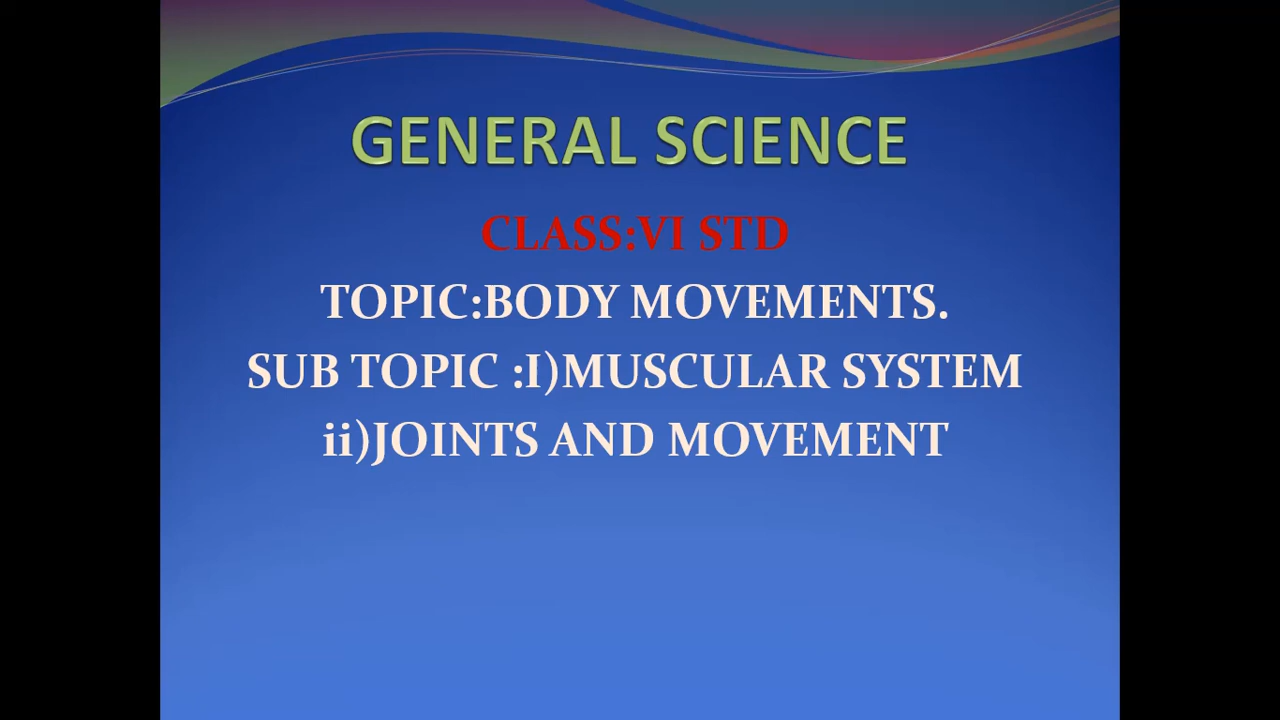 GENERAL SCIENCE
CLASS:VI STD
TOPIC:BODY MOVEMENTS.
SUB TOPIC :I)MUSCULAR SYSTEM
ii)JOINTS AND MOVEMENT